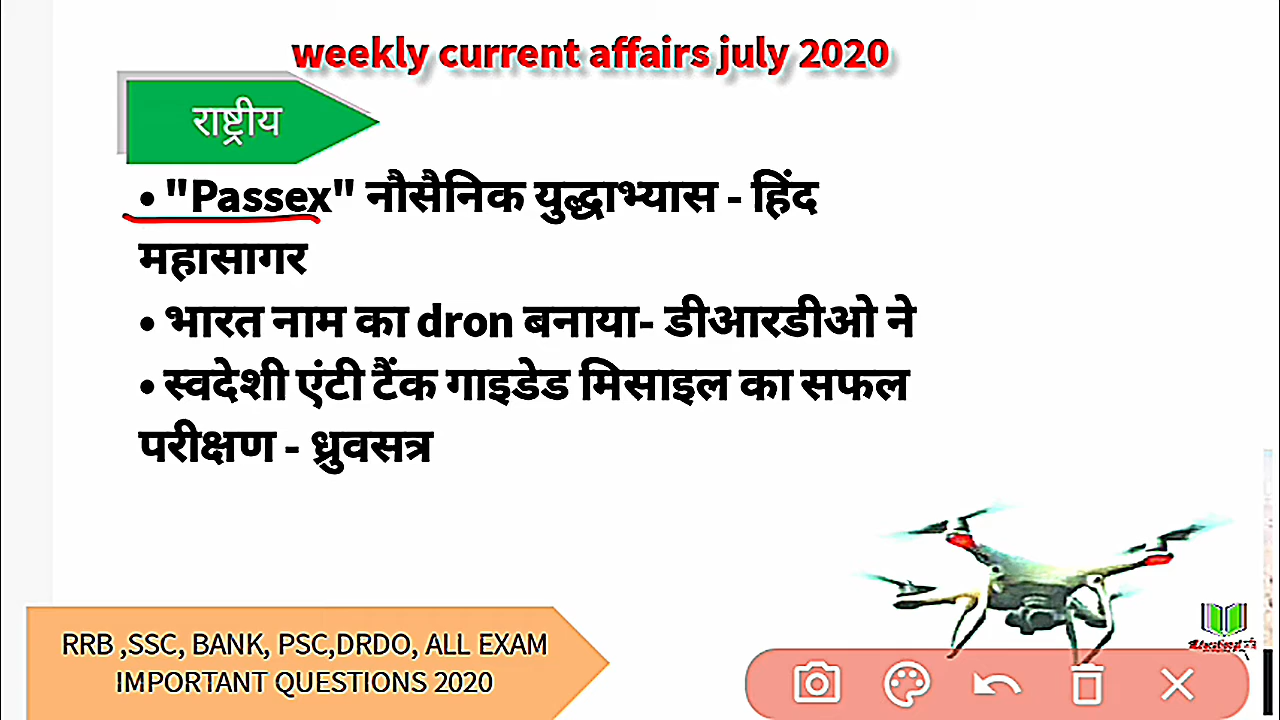 weekly current affairs july 2020
राष्ट्रीय
• "Passex" नौसैनिक युद्धाभ्यास - हिंद
महासागर
• भारत नाम का dron बनाया- डीआरडीओ ने
• स्वदेशी एंटी टैंक गाइडेड मिसाइल का सफल
परीक्षण - ध्रुवसत्र
RRB ,SSC, BANK, PSC,DRDO, ALL EXAM
IMPORTANT QUESTIONS 2020